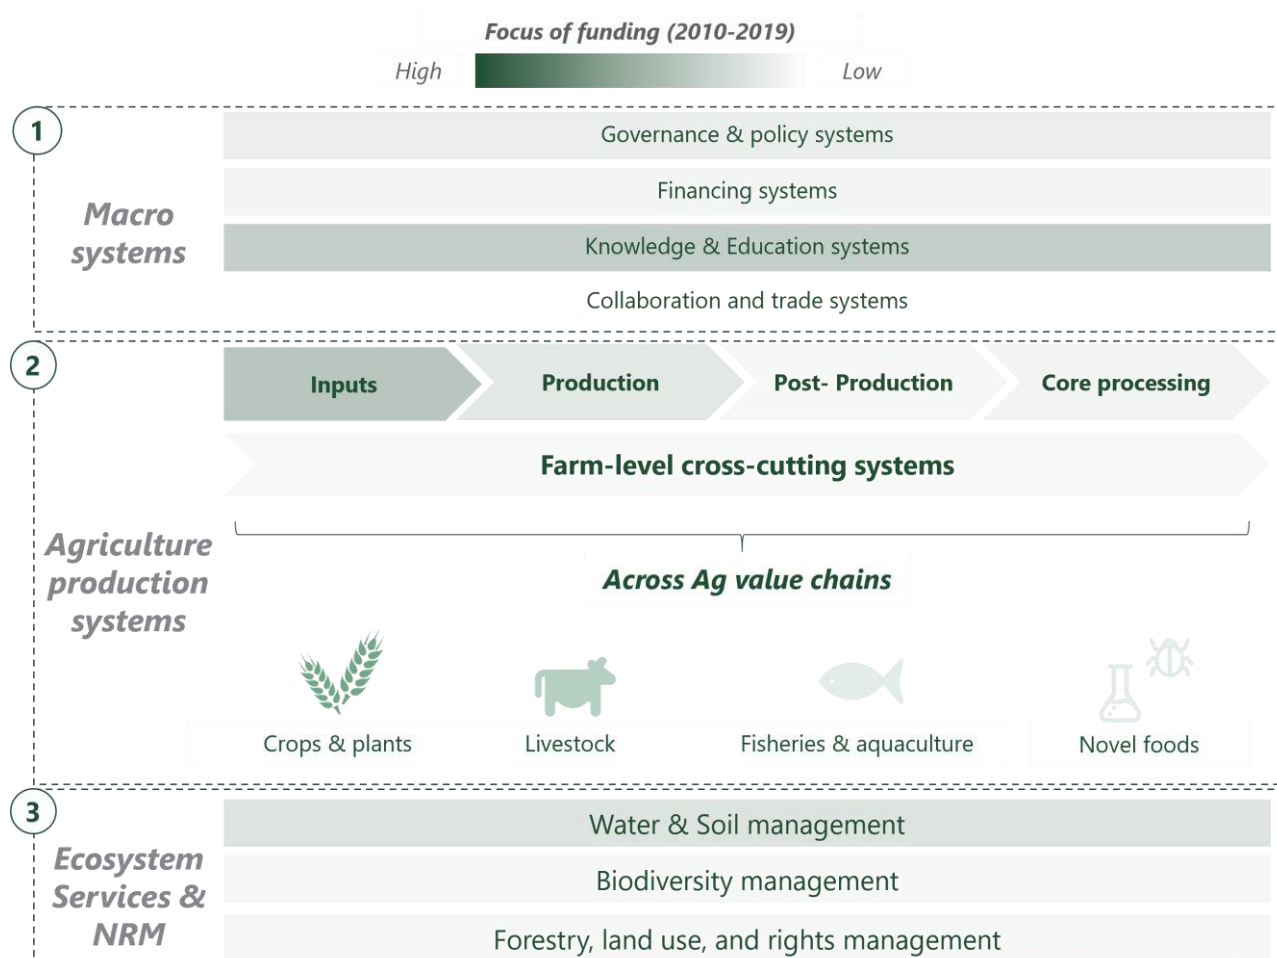 Focus of funding (2010-2019)
High
Low
1
Macro
systems
Governance & policy systems
Financing systems
Knowledge & Education systems
Collaboration and trade systems
2
Agriculture
production
systems
Inputs
Production
Post- Production
Core processing
Farm-level cross-cutting systems
Across Ag value chains
Crops & plants
Livestock
Fisheries & aquaculture
Novel foods
3
Ecosystem
Services &
NRM
Water & Soil management
Biodiversity management
Forestry, land use, and rights management